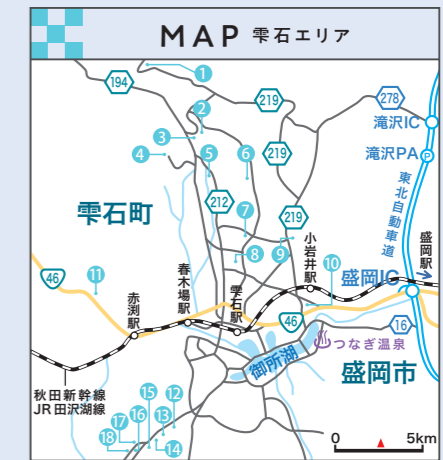 MAP 雫石エリア
1
194
219
278
2
滝沢IC
3
219
滝沢PA
4
5
6
東北自動車道
212
雫石町
7
219
盛岡駅
8
9
小岩井駅
10
46
11
春木場駅
雫石駅
盛岡IC
赤渕駅
46
16
つなぎ温泉
御所湖
盛岡市
秋田新幹線
JR田沢湖線
15
12
17
16
13
18
14
0 5km